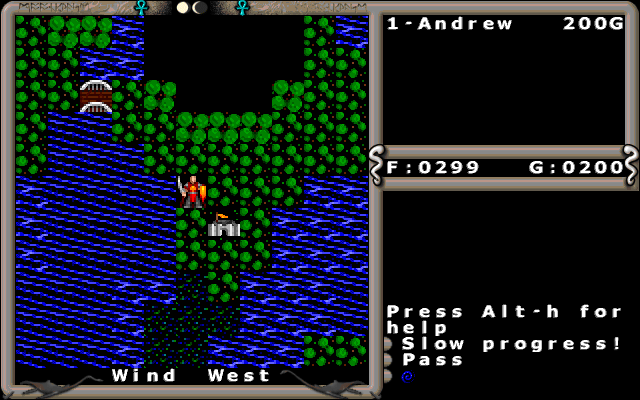 1-Andrew 200G
F:0299 G:0200
Press Alt-h for
help
Slow progress!
Pass
Wind West